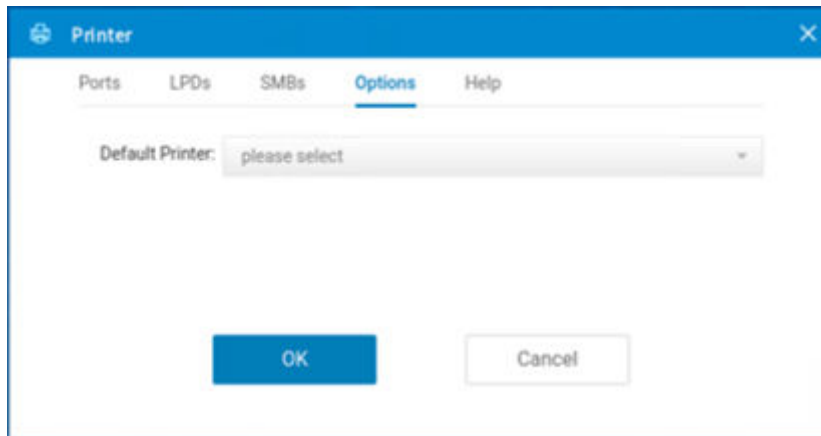 Printer
Ports LPDs SMBs Options Help
Default Printer: please select
OK Cancel